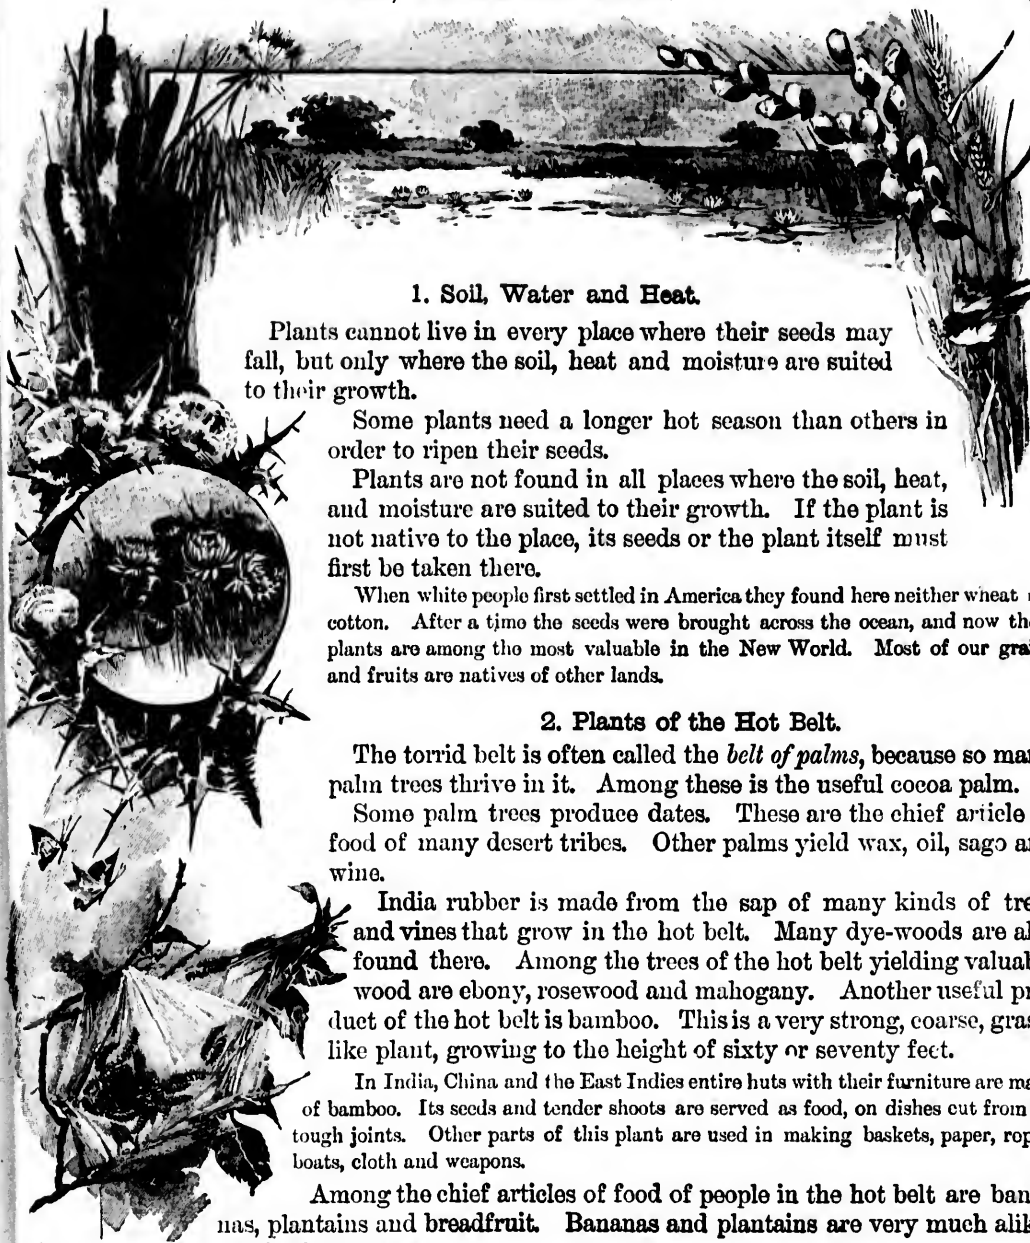 1. Soil, Water and Heat.
Plants cannot live in every place where their seeds may
fall, but only where the soil, heat and moisture are suited
to their growth.
Some plants need a longer hot season than others in
order to ripen their seeds.
Plants are not found in all places where the soil, heat,
and moisture are suited to their growth. If the plant is
not native to the place, its seeds or the plant itself must
first be taken there.
When white people first settled in America they found here neither wheat
cotton. After a time the seeds were brought across the ocean, and now
plants are among the most valuable in the New World. Most of our
and fruits are natives of other lands.
2. Plants of the Hot Belt.
The torrid belt is often called the belt of palms, because so
palm trees thrive in it. Among these is the useful cocoa palm.
Some palm trees produce dates. These are the chief article
food of many desert tribes. Other palms yield wax, oil, sago
wine.
India rubber is made from the sap of many kinds of
and vines that grow in the hot belt. Many dye-woods are
found there. Among the trees of the hot belt yielding
wood are ebony, rosewood and mahogany. Another useful
duct of the hot belt is bamboo. This is a very strong, coarse,
like plant, growing to the height of sixty or seventy feet.
In India, China and the East Indies entire huts with their furniture are
of bamboo. Its seeds and tender shoots are served as food, on dishes cut from
tough joints. Other parts of this plant are used in making baskets, paper,
boats, cloth and weapons.
Among the chief articles of food of people in the hot belt are ban
nas, plantains and breadfruit. Bananas and plantains are very much